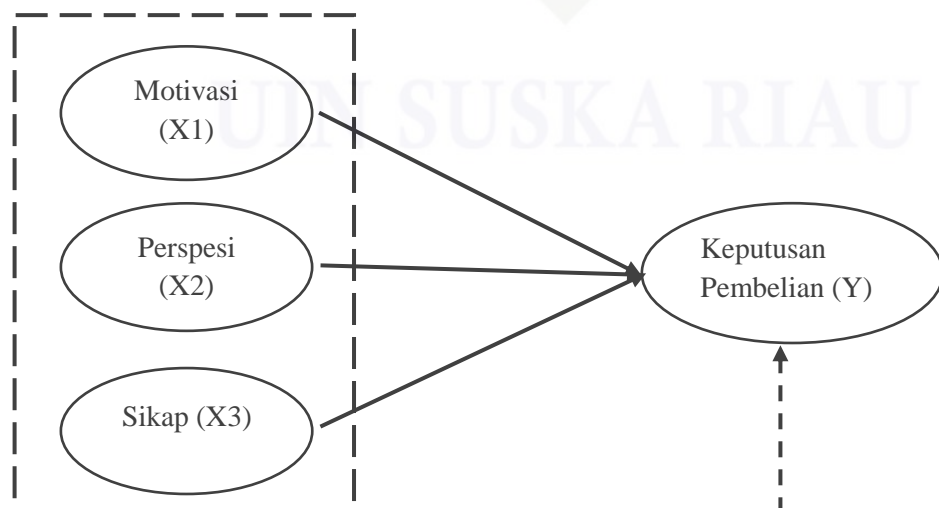 UIN SUSKA RIAU
Motivasi
(X1)
Perspesi
(X2)
Sikap (X3)
Keputusan
Pembelian (Y)